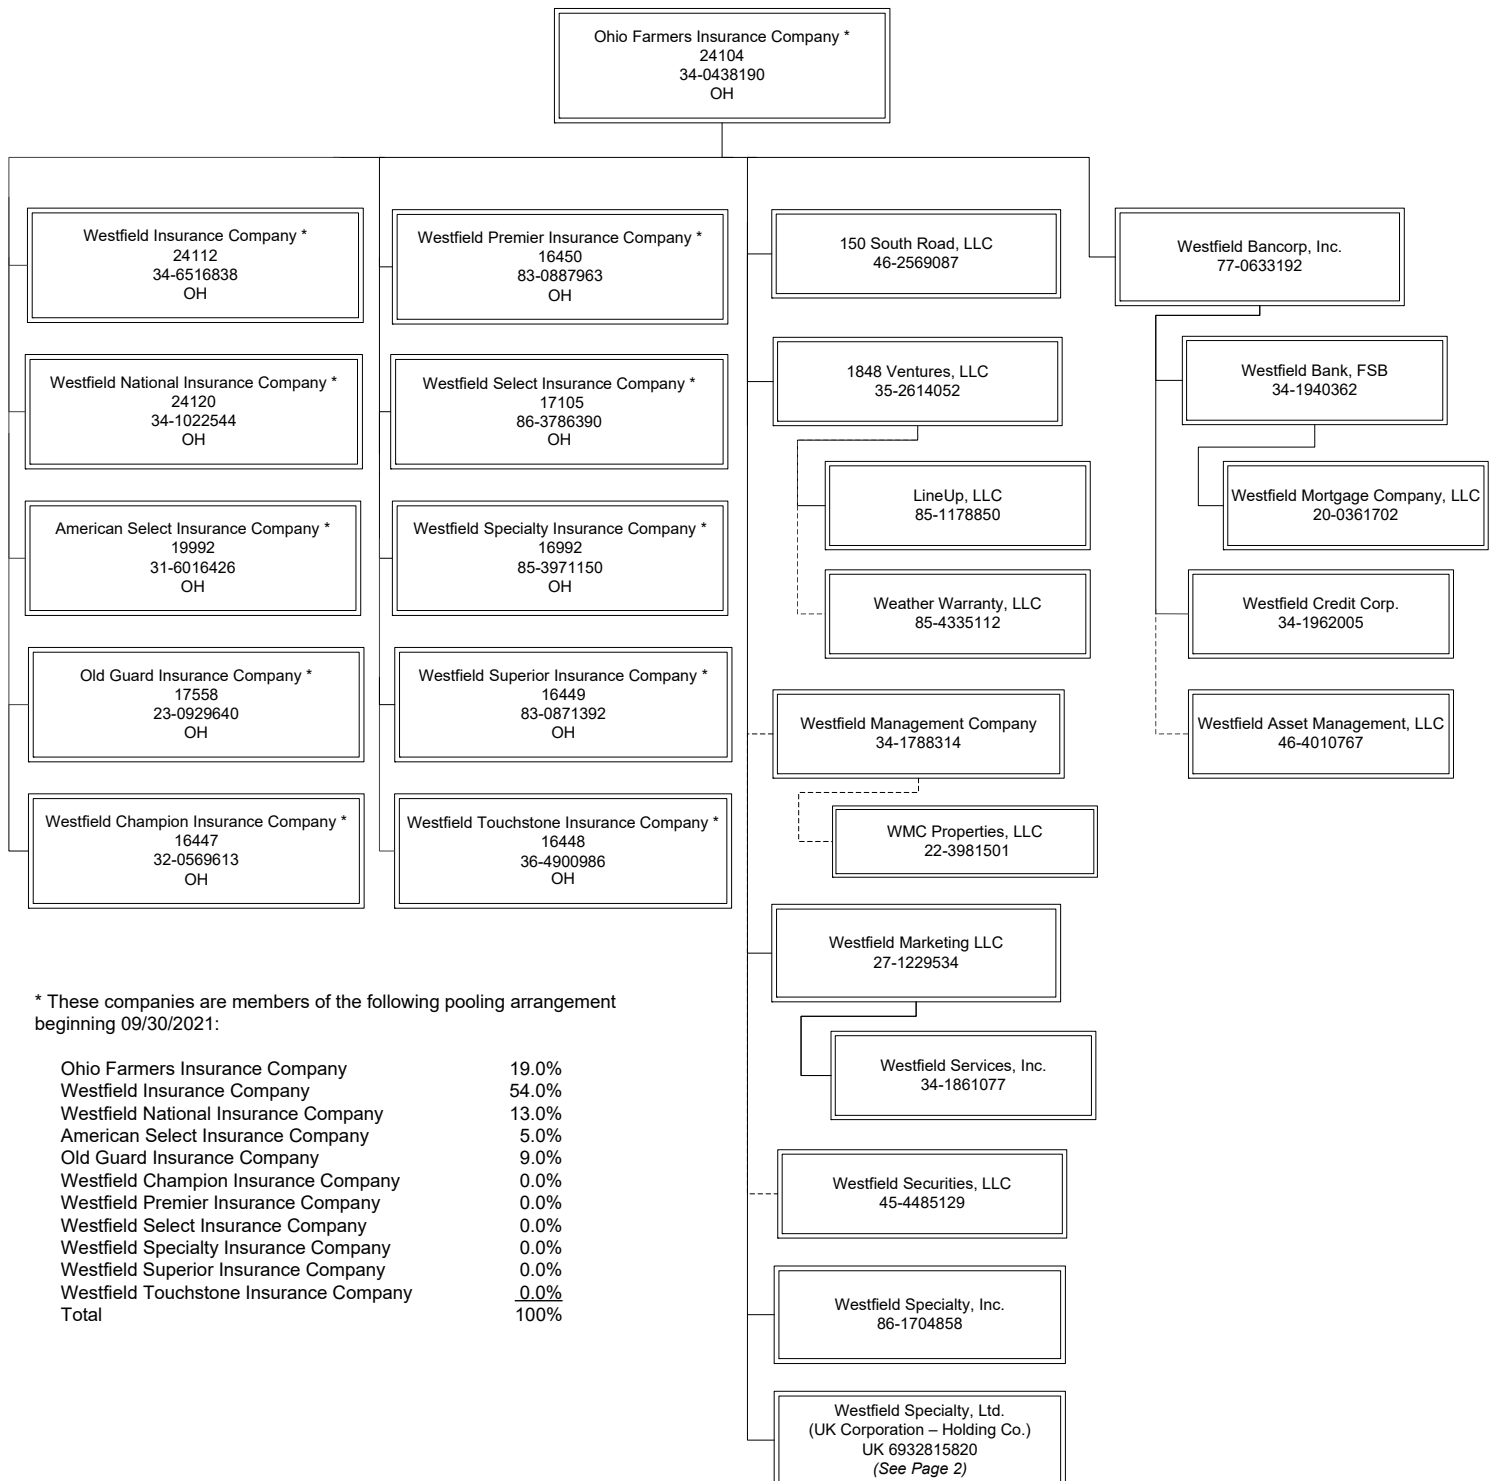 Ohio Farmers Insurance Company *
24104
34-0438190
OH
Westfield Insurance Company *
24112
34-6516838
OH
Westfield National Insurance Company *
24120
34-1022544
OH
American Select Insurance Company *
19992
31-6016426
OH
Old Guard Insurance Company *
17558
23-0929640
OH
Westfield Champion Insurance Company *
16447
32-0569613
OH
Westfield Premier Insurance Company *
16450
83-0887963
OH
Westfield Select Insurance Company *
17105
86-3786390
OH
Westfield Specialty Insurance Company *
16992
85-3971150
OH
Westfield Superior Insurance Company *
16449
83-0871392
OH
Westfield Touchstone Insurance Company *
16448
36-4900986
OH
150 South Road, LLC
46-2569087
1848 Ventures, LLC
35-2614052
LineUp, LLC
85-1178850
Weather Warranty, LLC
85-4335112
Westfield Management Company
34-1788314
WMC Properties, LLC
22-3981501
Westfield Marketing LLC
27-1229534
Westfield Services, Inc.
34-1861077
Westfield Securities, LLC
45-4485129
Westfield Specialty, Inc.
86-1704858
Westfield Specialty, Ltd.
(UK Corporation – Holding Co.)
UK 6932815820
(See Page 2)
Westfield Bancorp, Inc.
77-0633192
Westfield Bank, FSB
34-1940362
Westfield Mortgage Company, LLC
20-0361702
Westfield Credit Corp.
34-1962005
Westfield Asset Management, LLC
46-4010767
* These companies are members of the following pooling arrangement
beginning 09/30/2021:
Ohio Farmers Insurance Company 19.0%
Westfield Insurance Company 54.0%
Westfield National Insurance Company 13.0%
American Select Insurance Company 5.0%
Old Guard Insurance Company 9.0%
Westfield Champion Insurance Company 0.0%
Westfield Premier Insurance Company 0.0%
Westfield Select Insurance Company 0.0%
Westfield Specialty Insurance Company 0.0%
Westfield Superior Insurance Company 0.0%
Westfield Touchstone Insurance Company 0.0%
Total 100%